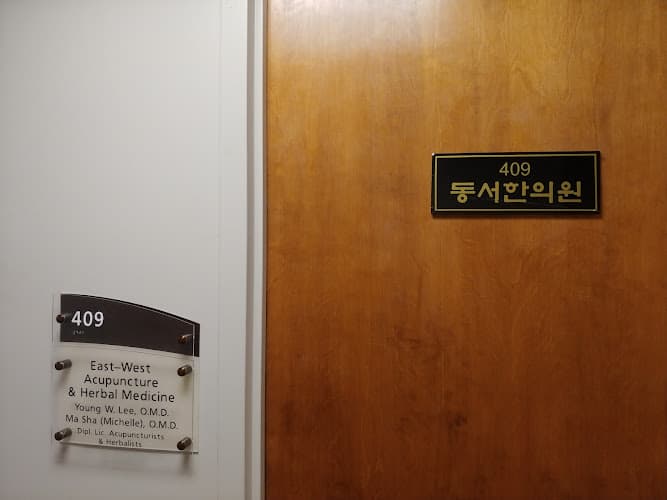 409
East–West
Acupuncture
& Herbal Medicine
Young W. Lee, O.M.D.
Ma Sha (Michelle), O.M.D.
Dipl. Lic. Acupuncturists
& Herbalists
409
동서한의원